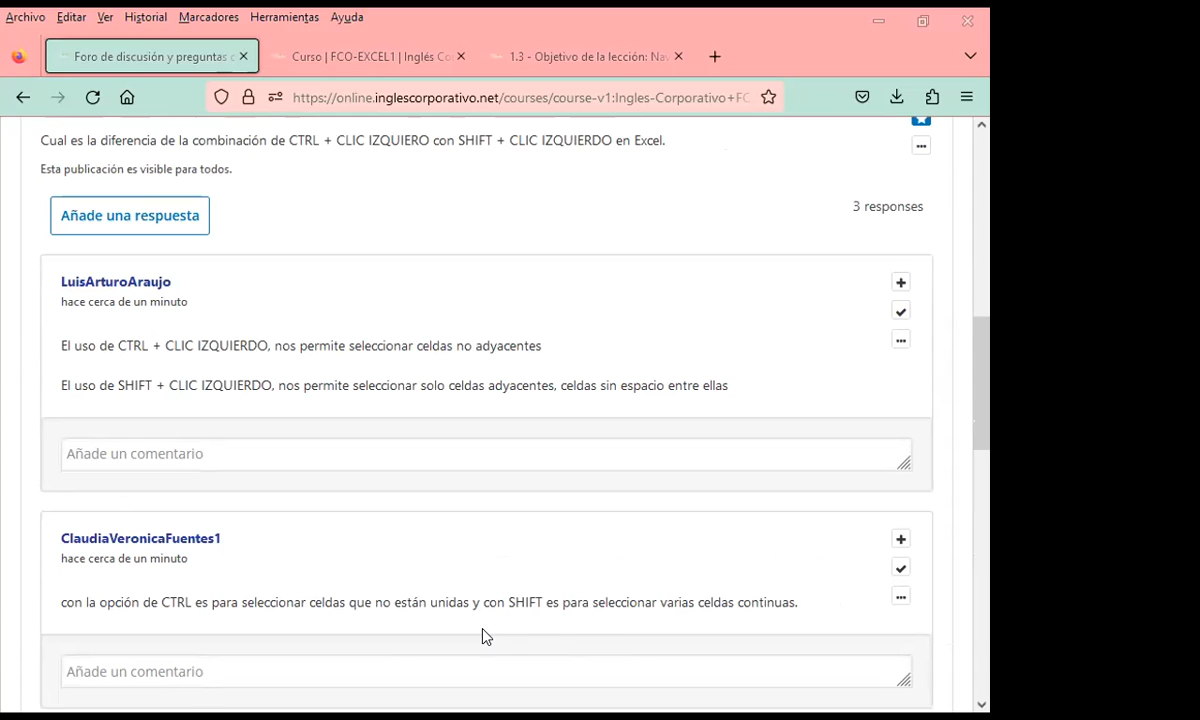 Archivo Editar Ver Historial Marcadores Herramientas Ayuda
Foro de discusión y preguntas
Curso | FCO-EXCEL1 | Inglés Co
1.3 - Objetivo de la lección: Nav
https://online.inglescorporativo.net/courses/course-v1:Ingles-Corporativo+FC
Cual es la diferencia de la combinación de CTRL + CLIC IZQUIERO con SHIFT + CLIC IZQUIERDO en Excel.
Esta publicación es visible para todos.
Añade una respuesta
3 responses
LuisArturoAraujo
hace cerca de un minuto
El uso de CTRL + CLIC IZQUIERDO, nos permite seleccionar celdas no adyacentes
El uso de SHIFT + CLIC IZQUIERDO, nos permite seleccionar solo celdas adyacentes, celdas sin espacio entre ellas
Añade un comentario
ClaudiaVeronicaFuentes1
hace cerca de un minuto
con la opción de CTRL es para seleccionar celdas que no están unidas y con SHIFT es para seleccionar varias celdas continuas.
Añade un comentario